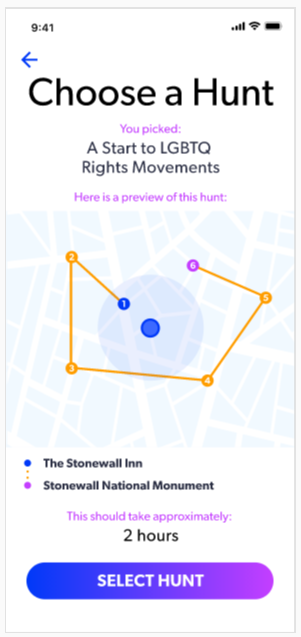 9:41
Choose a Hunt
You picked:
A Start to LGBTQ
Rights Movements
Here is a preview of this hunt:
2
6
1
5
3
4
The Stonewall Inn
Stonewall National Monument
This should take approximately:
2 hours
SELECT HUNT